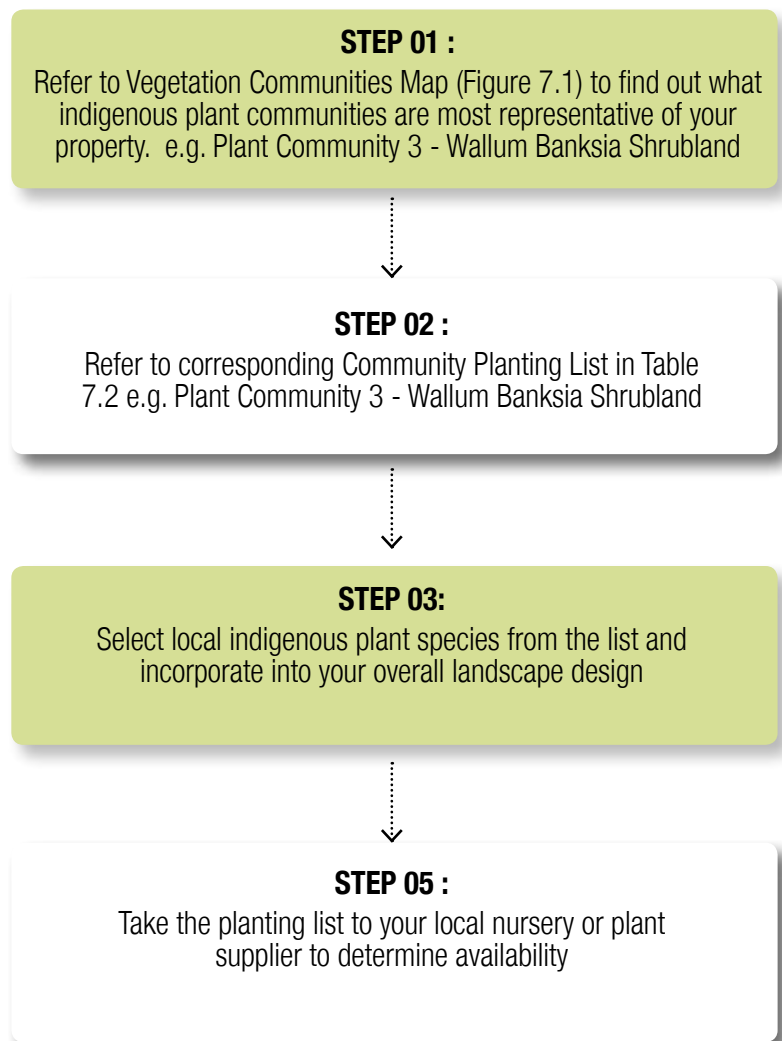 STEP 01 :
Refer to Vegetation Communities Map (Figure 7.1) to find out what
indigenous plant communities are most representative of your
property.  e.g. Plant Community 3 - Wallum Banksia Shrubland
STEP 02 :
Refer to corresponding Community Planting List in Table
7.2 e.g. Plant Community 3 - Wallum Banksia Shrubland
STEP 03:
Select local indigenous plant species from the list and
incorporate into your overall landscape design
STEP 05 :
Take the planting list to your local nursery or plant
supplier to determine availability